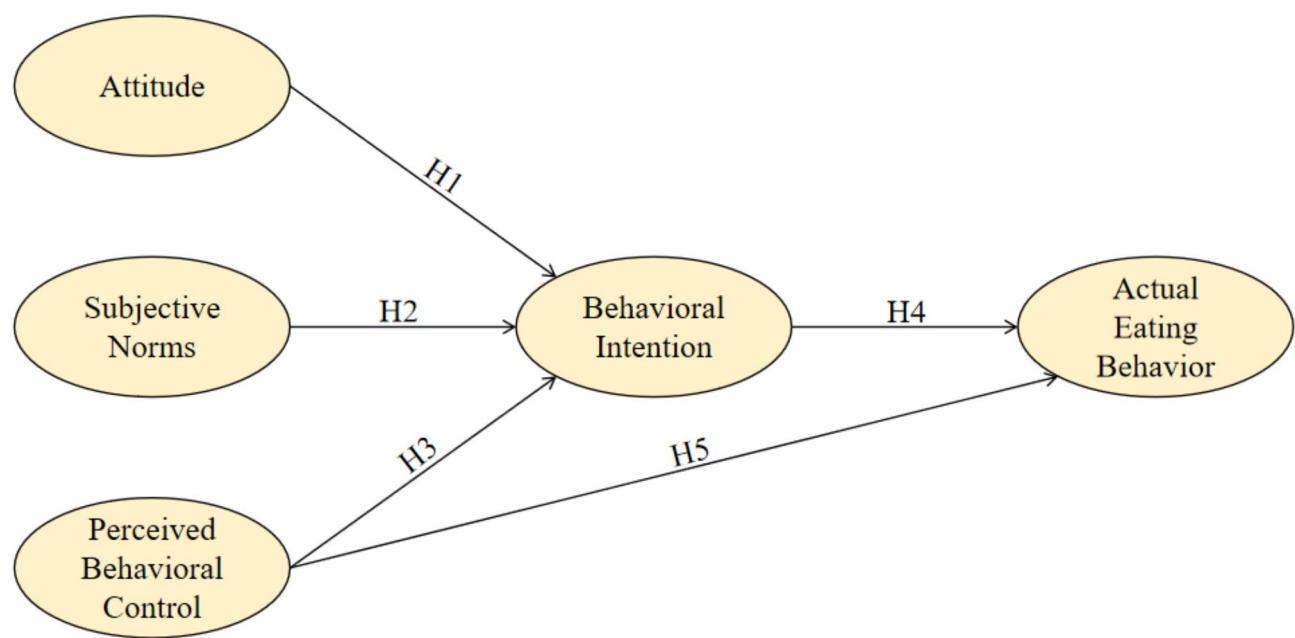 Attitude
H1
Subjective
Norms
H2
Behavioral
Intention
H4
Actual
Eating
Behavior
H3
H5
Perceived
Behavioral
Control